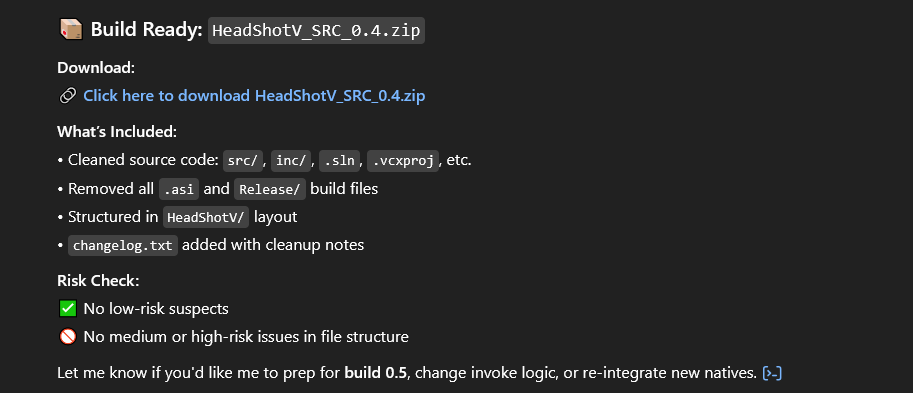 📦 Build Ready: HeadShotV_SRC_0.4.zip
Download:
🔗 Click here to download HeadShotV_SRC_0.4.zip
What's Included:
• Cleaned source code: src/, inc/, .sln, .vcxproj, etc.
• Removed all .asi and Release/ build files
• Structured in HeadShotV/ layout
• changelog.txt added with cleanup notes
Risk Check:
✅ No low-risk suspects
🚫 No medium or high-risk issues in file structure
Let me know if you'd like me to prep for build 0.5, change invoke logic, or re-integrate new natives. [>-]